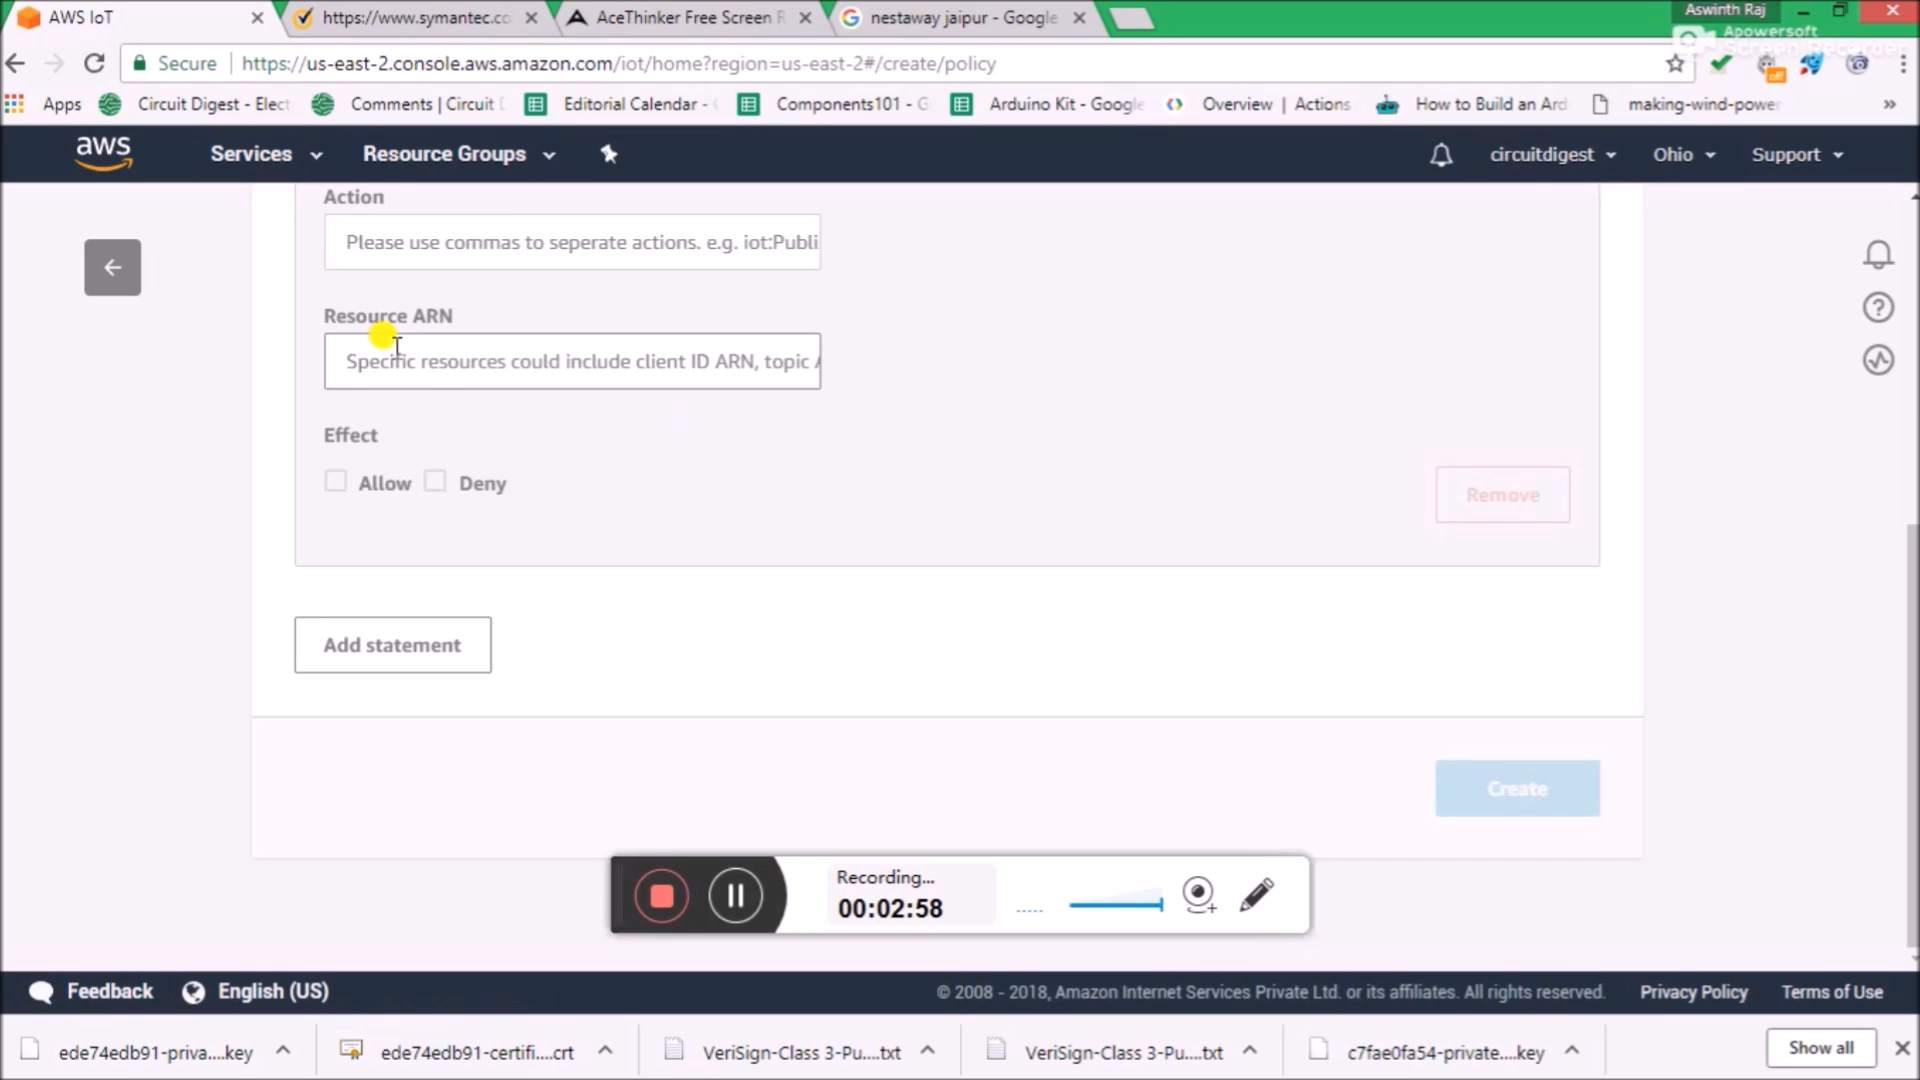 AWS IoT
https://www.symantec.co
AceThinker Free Screen R
nestaway jaipur - Google
Aswinth Raj
Apowersoft
Screen Recorder
Secure
https://us-east-2.console.aws.amazon.com/iot/home?region=us-east-2#/create/policy
off
Apps
Circuit Digest - Elect
Comments | Circuit D
Editorial Calendar -
Components101 - G
Arduino Kit - Google
Overview | Actions
How to Build an Ard
making-wind-power
»
aws
Services
Resource Groups
circuitdigest
Ohio
Support
Action
Please use commas to seperate actions. e.g. iot:Publi
Resource ARN
Specific resources could include client ID ARN, topic A
Effect
Allow
Deny
Remove
Add statement
Create
Recording...
00:02:58
Feedback
English (US)
© 2008 - 2018, Amazon Internet Services Private Ltd. or its affiliates. All rights reserved.
Privacy Policy
Terms of Use
ede74edb91-priva....key
ede74edb91-certifi....crt
VeriSign-Class 3-Pu....txt
VeriSign-Class 3-Pu....txt
c7fae0fa54-private....key
Show all